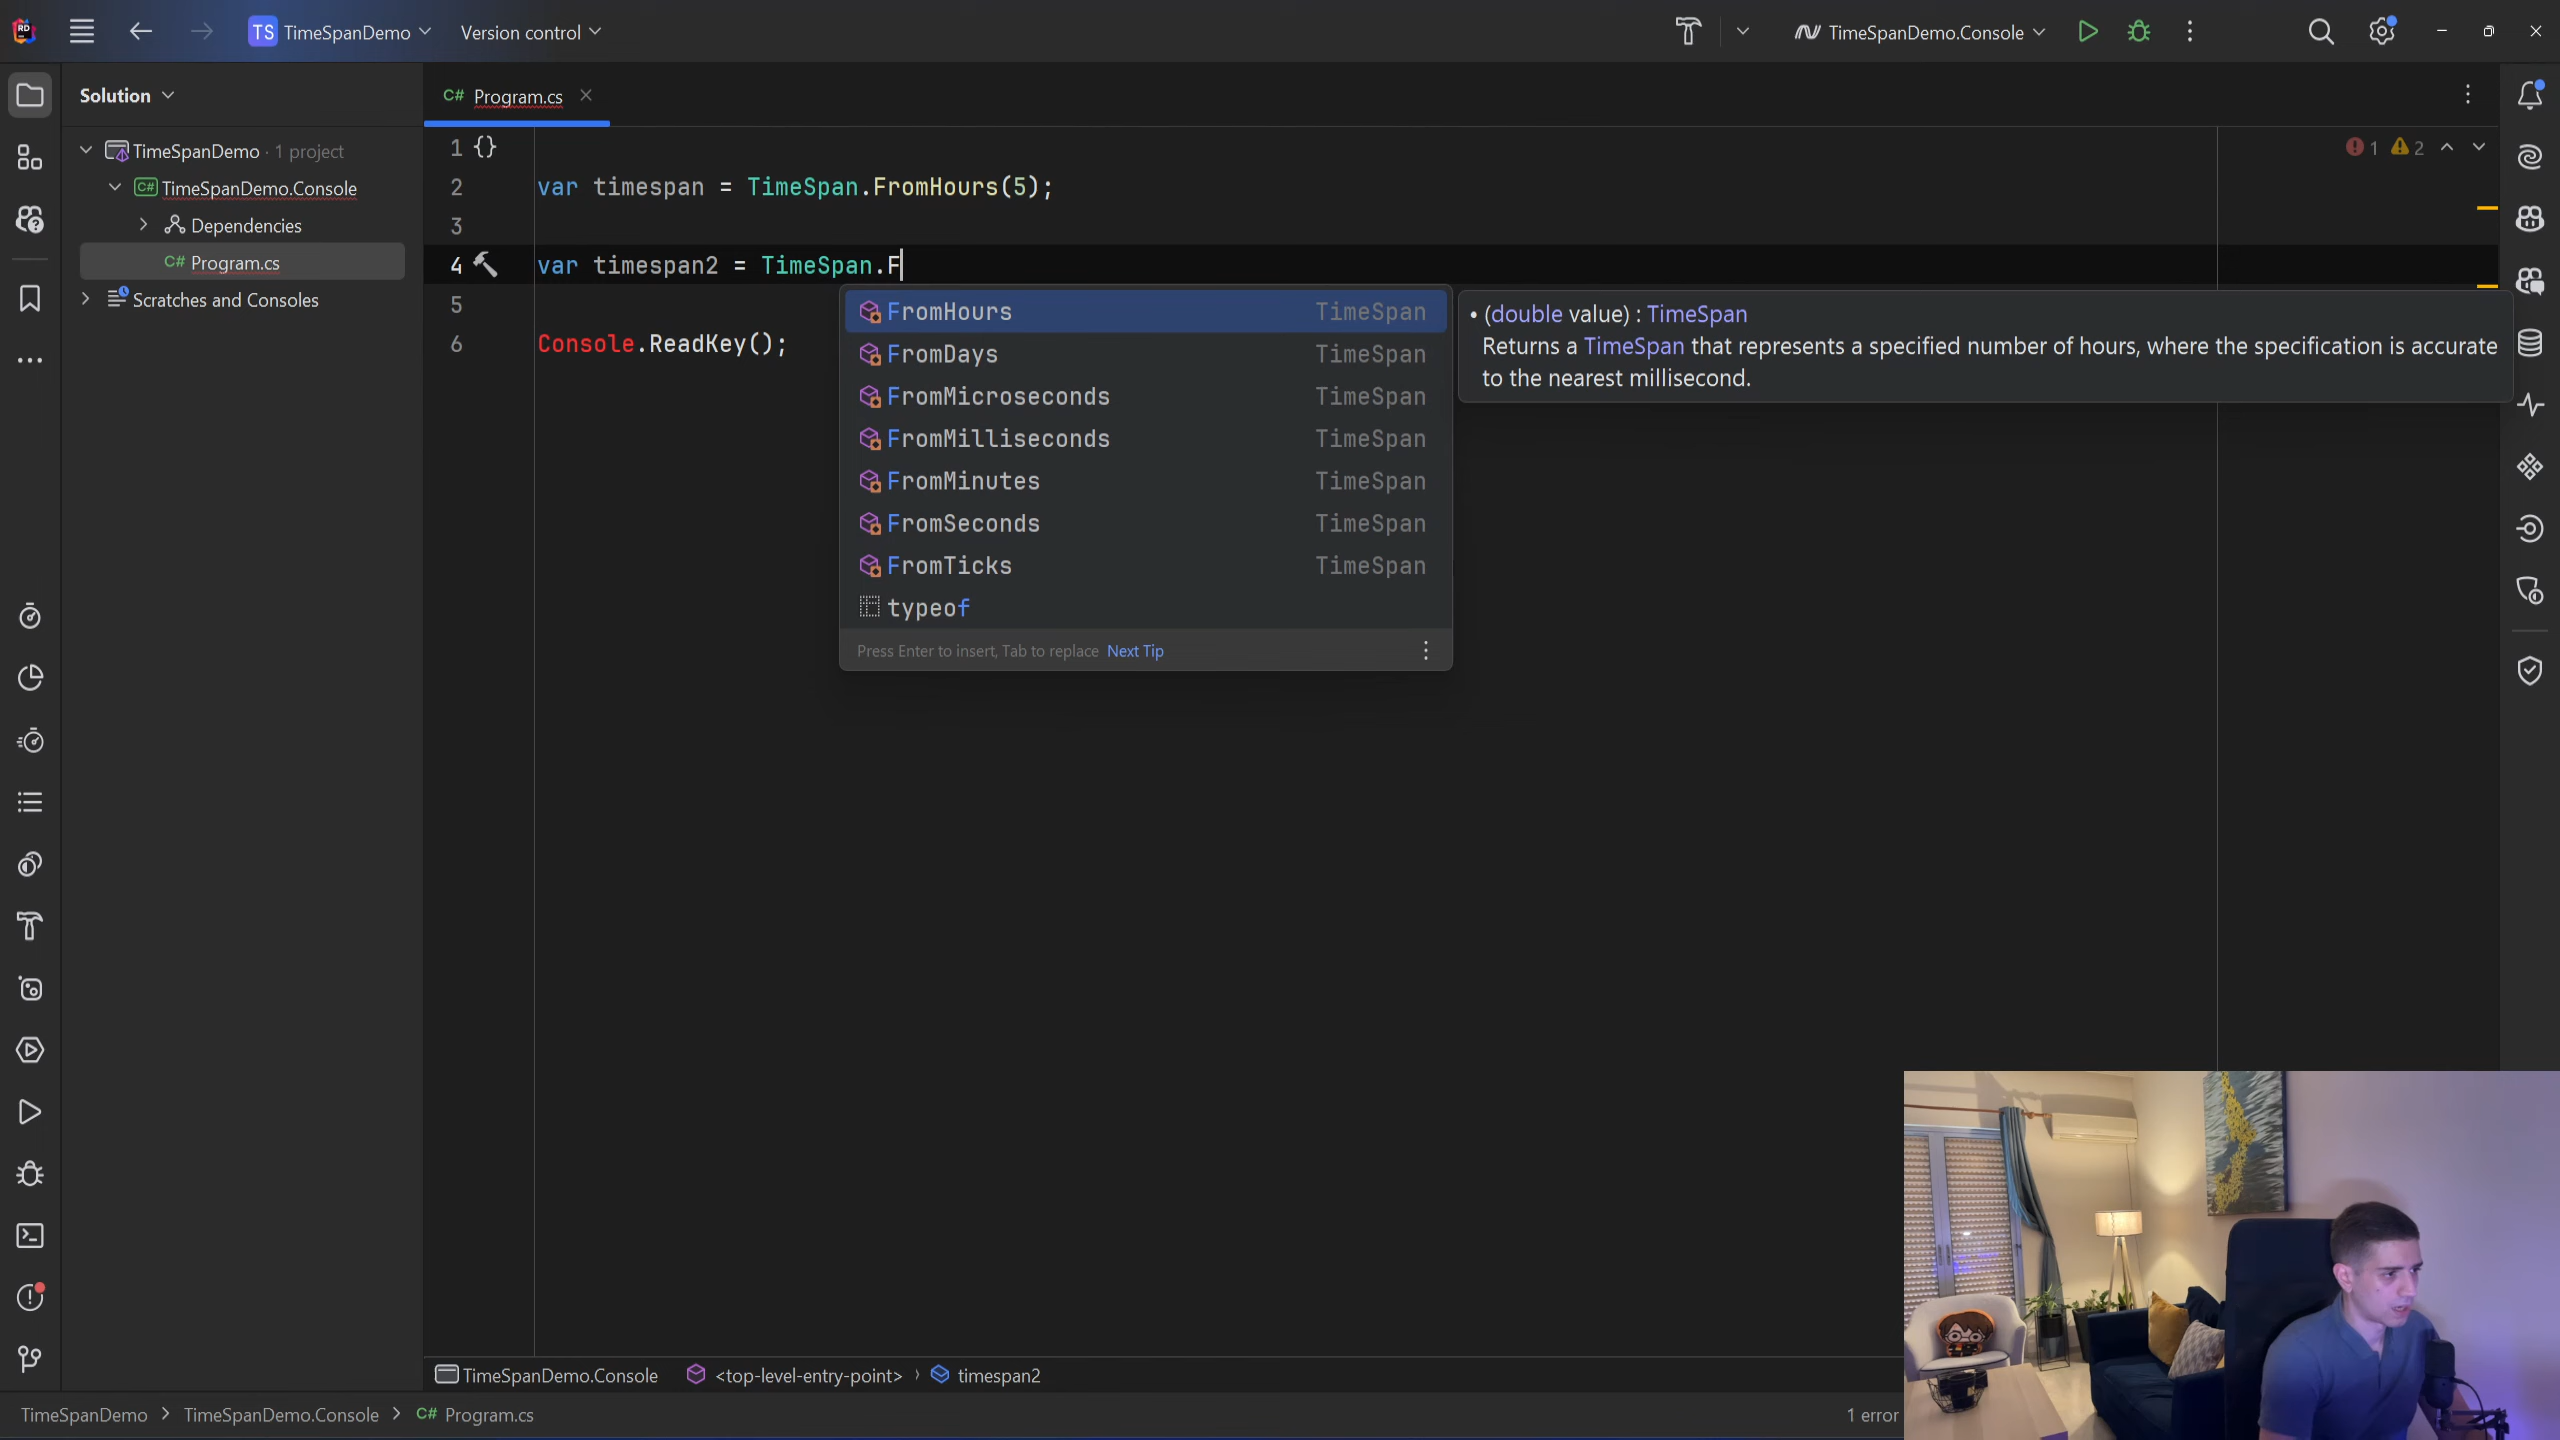 TS TimeSpanDemo Version control TimeSpanDemo.Console
Solution
C# Program.cs
TimeSpanDemo · 1 project
C# TimeSpanDemo.Console
Dependencies
C# Program.cs
Scratches and Consoles
1 {} 1 2
2 var timespan = TimeSpan.FromHours(5);
3
4 var timespan2 = TimeSpan.F
5
6 Console.ReadKey();
FromHours TimeSpan
FromDays TimeSpan
FromMicroseconds TimeSpan
FromMilliseconds TimeSpan
FromMinutes TimeSpan
FromSeconds TimeSpan
FromTicks TimeSpan
typeof
Press Enter to insert, Tab to replace Next Tip
• (double value) : TimeSpan
Returns a TimeSpan that represents a specified number of hours, where the specification is accurate
to the nearest millisecond.
TimeSpanDemo.Console <top-level-entry-point> › timespan2
TimeSpanDemo > TimeSpanDemo.Console > C# Program.cs
1 error